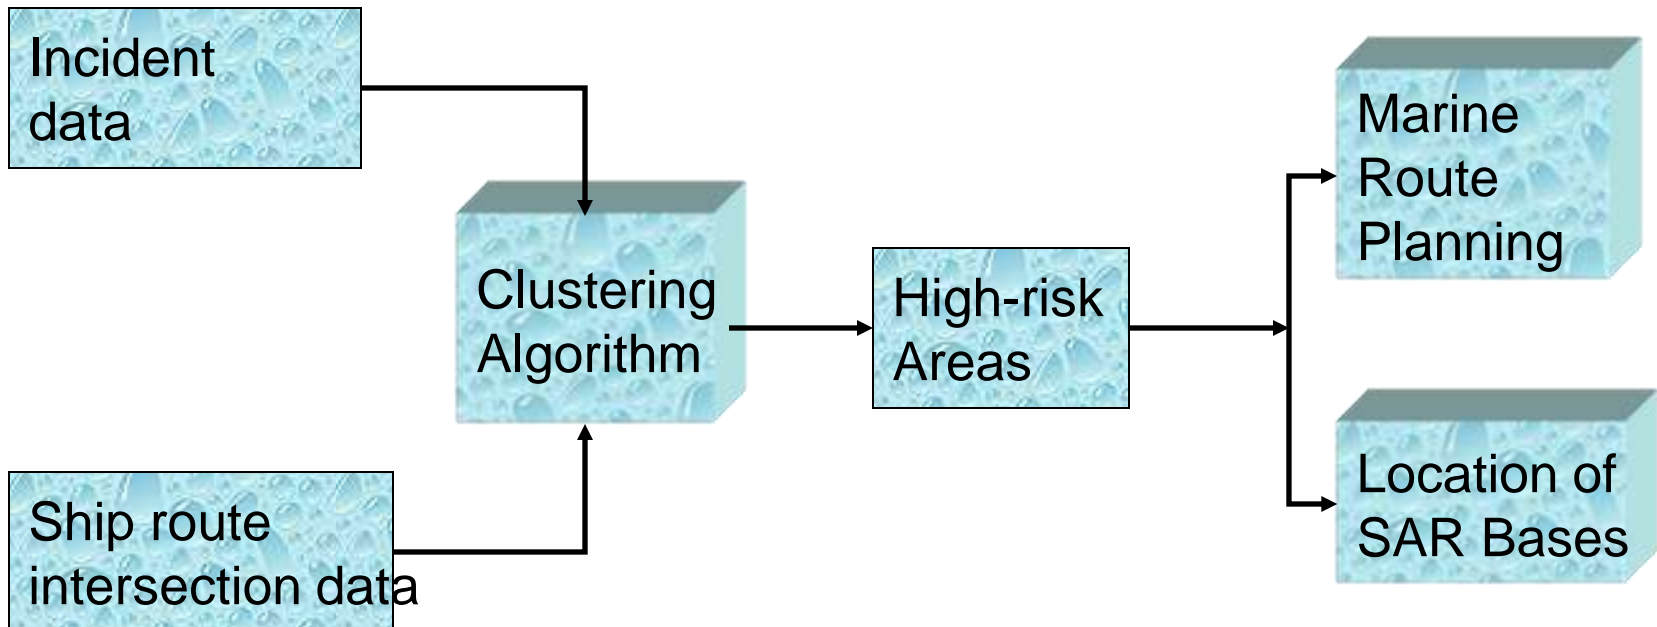 Incident
data
Clustering
Algorithm
Ship route
intersection data
High-risk
Areas
Marine
Route
Planning
Location of
SAR Bases